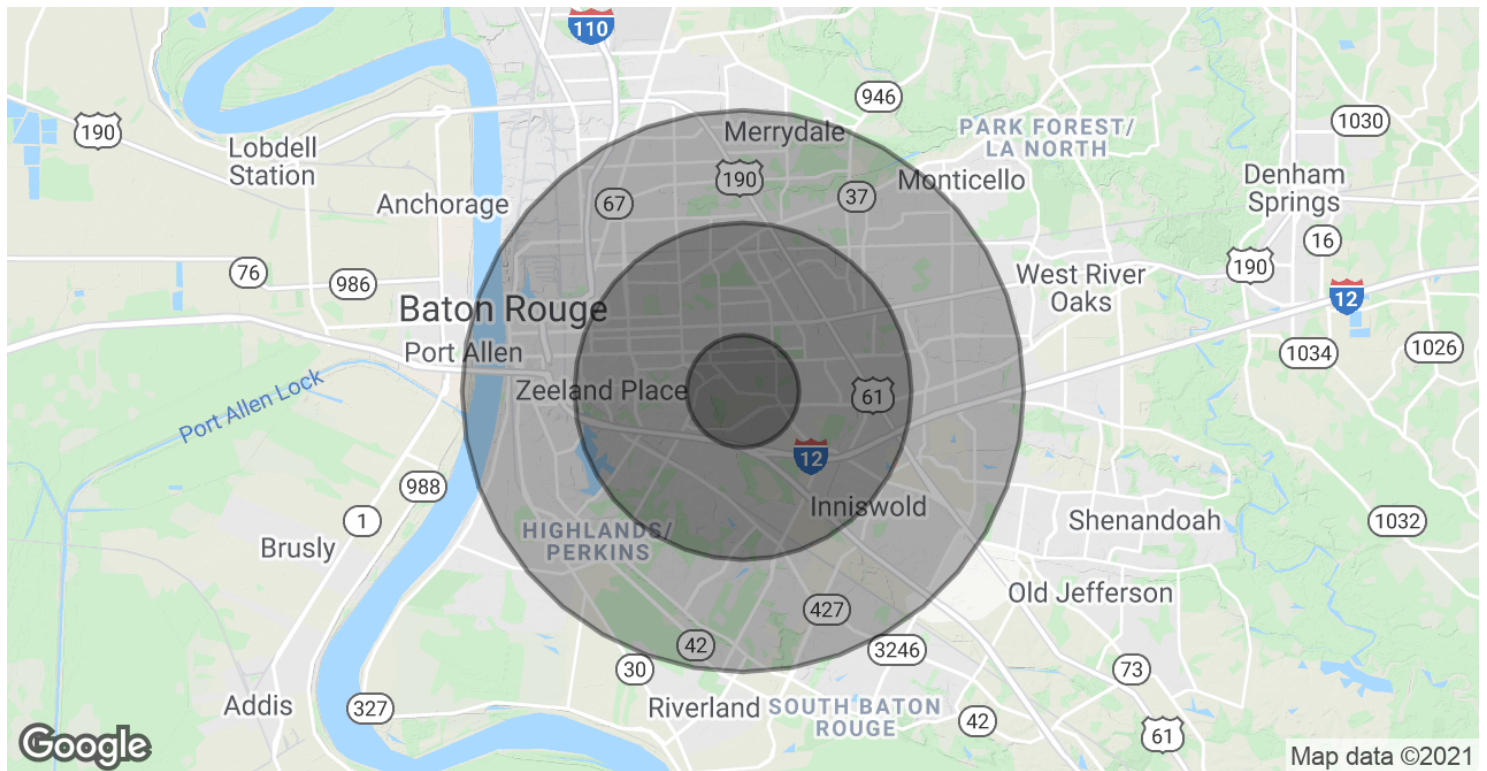 110
946
1030
190
Merrydale
PARK FOREST/
LA NORTH
Lobdell
Station
190
Monticello
Denham
Springs
Anchorage
67
37
16
76
986
190
West River
Oaks
12
Baton Rouge
Port Allen
1034
1026
Zeeland Place
61
Port Allen Lock
12
988
Inniswold
1
HIGHLANDS/
PERKINS
Shenandoah
1032
Brusly
Old Jefferson
427
42
3246
30
73
Addis
327
Riverland
SOUTH BATON
ROUGE
42
61
Google
Map data ©2021